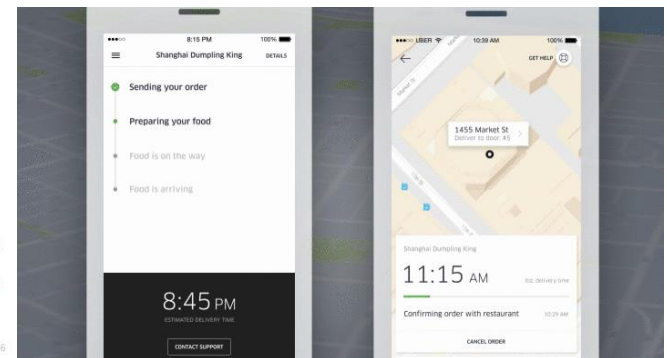 8:15 PM
100%
Shanghai Dumpling King
DETAILS
Sending your order
Preparing your food
Food is on the way
Food is arriving
8:45 PM
ESTIMATED DELIVERY TIME
CONTACT SUPPORT
6
UBER
10:39 AM
100%
GET HELP
Market St
1455 Market St
Deliver to door #5
Shanghai Dumpling King
11:15 AM
Est. delivery time
Confirming order with restaurant
10:39 AM
CANCEL ORDER